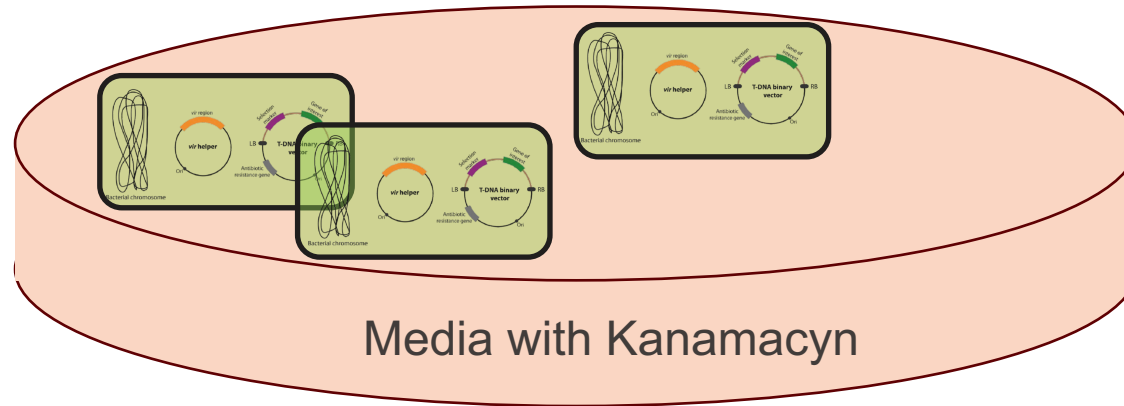 vir region
Selection
marker
Gene of
interest
vir helper
LB
T-DNA binary
vector
Antibiotic
resistance gene
Ori
Bacterial chromosome
vir region
Selection
marker
Gene of
interest
vir helper
LB
T-DNA binary
vector
RB
Antibiotic
resistance gene
Ori
Ori
Bacterial chromosome
vir region
Selection
marker
Gene of
interest
vir helper
LB
T-DNA binary
vector
RB
Antibiotic
resistance gene
Ori
Ori
Bacterial chromosome
Media with Kanamacyn